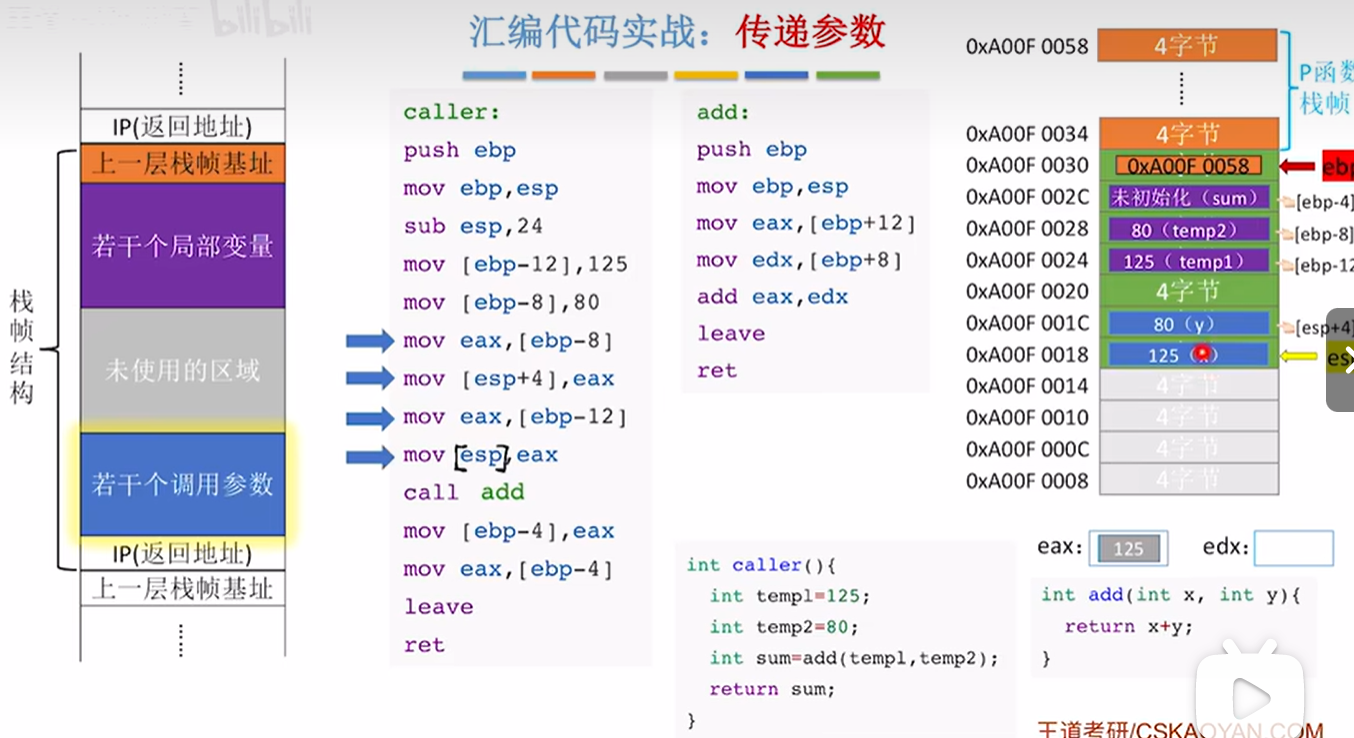 bilibili
汇编代码实战：传递参数
IP(返回地址)
上一层栈帧基址
若干个局部变量
未使用的区域
若干个调用参数
IP(返回地址)
上一层栈帧基址
栈帧结构
caller:
push ebp
mov ebp,esp
sub esp,24
mov [ebp-12],125
mov [ebp-8],80
mov eax,[ebp-8]
mov [esp+4],eax
mov eax,[ebp-12]
mov [esp],eax
call add
mov [ebp-4],eax
mov eax,[ebp-4]
leave
ret
add:
push ebp
mov ebp,esp
mov eax,[ebp+12]
mov edx,[ebp+8]
add eax,edx
leave
ret
int caller(){
int temp1=125;
int temp2=80;
int sum=add(temp1,temp2);
return sum;
}
0xA00F 0058 4字节
P函数
栈帧
0xA00F 0034 4字节
0xA00F 0030 0xA00F 0058 ebp
0xA00F 002C 未初始化（sum） [ebp-4]
0xA00F 0028 80（temp2） [ebp-8]
0xA00F 0024 125（ temp1） [ebp-12
0xA00F 0020 4字节
0xA00F 001C 80（y） [esp+4]
0xA00F 0018 125（x） es
0xA00F 0014 4字节
0xA00F 0010 4字节
0xA00F 000C 4字节
0xA00F 0008 4字节
eax: 125 edx:
int add(int x, int y){
return x+y;
}
王道考研/CSKAOYAN.COM